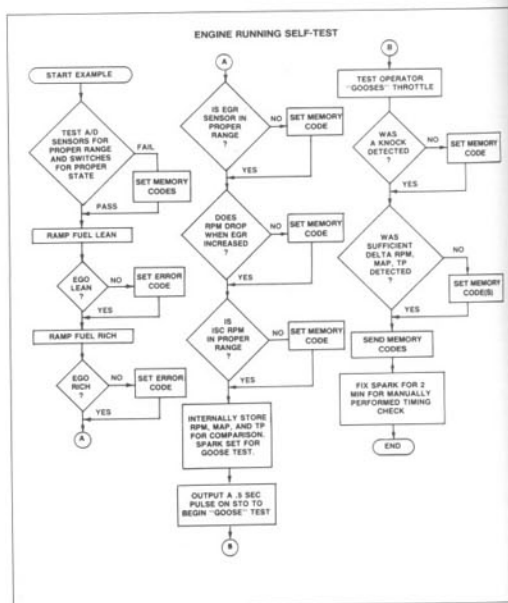 ENGINE RUNNING SELF-TEST
START EXAMPLE
TEST A/D
SENSORS FOR
PROPER RANGE
AND SWITCHES
FOR PROPER
STATE
FAIL
SET MEMORY
CODES
PASS
RAMP FUEL LEAN
EGO
LEAN
?
NO
SET ERROR
CODE
YES
RAMP FUEL RICH
EGO
RICH
?
NO
SET ERROR
CODE
YES
A
A
IS EGR
SENSOR IN
PROPER
RANGE
?
NO
SET MEMORY
CODE
YES
DOES
RPM DROP
WHEN EGR
INCREASED?
NO
SET MEMORY
CODE
YES
IS
ISC RPM
IN PROPER
RANGE
?
NO
SET MEMORY
CODE
YES
INTERNALLY STORE
RPM, MAP, AND TP
FOR COMPARISON.
SPARK SET FOR
GOOSE TEST.
OUTPUT A .5 SEC
PULSE ON STO TO
BEGIN "GOOSE" TEST
B
B
TEST OPERATOR
"GOOSES" THROTTLE
WAS
A KNOCK
DETECTED
?
NO
SET MEMORY
CODE
YES
WAS
SUFFICIENT
DELTA RPM,
MAP, TP
DETECTED
?
NO
SET MEMORY
CODE(S)
YES
SEND MEMORY
CODES
FIX SPARK FOR 2
MIN FOR MANUALLY
PERFORMED TIMING
CHECK
END